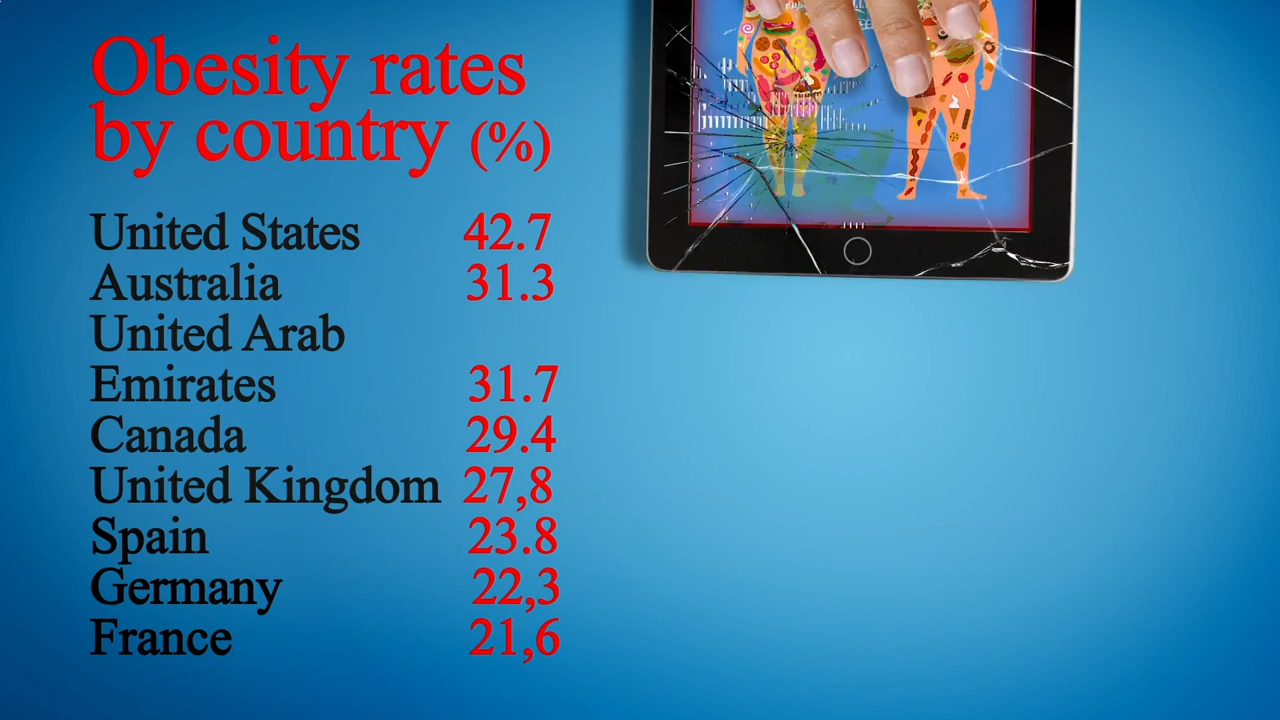 Obesity rates
by country (%)
United States 42.7
Australia 31.3
United Arab
Emirates 31.7
Canada 29.4
United Kingdom 27,8
Spain 23.8
Germany 22,3
France 21,6